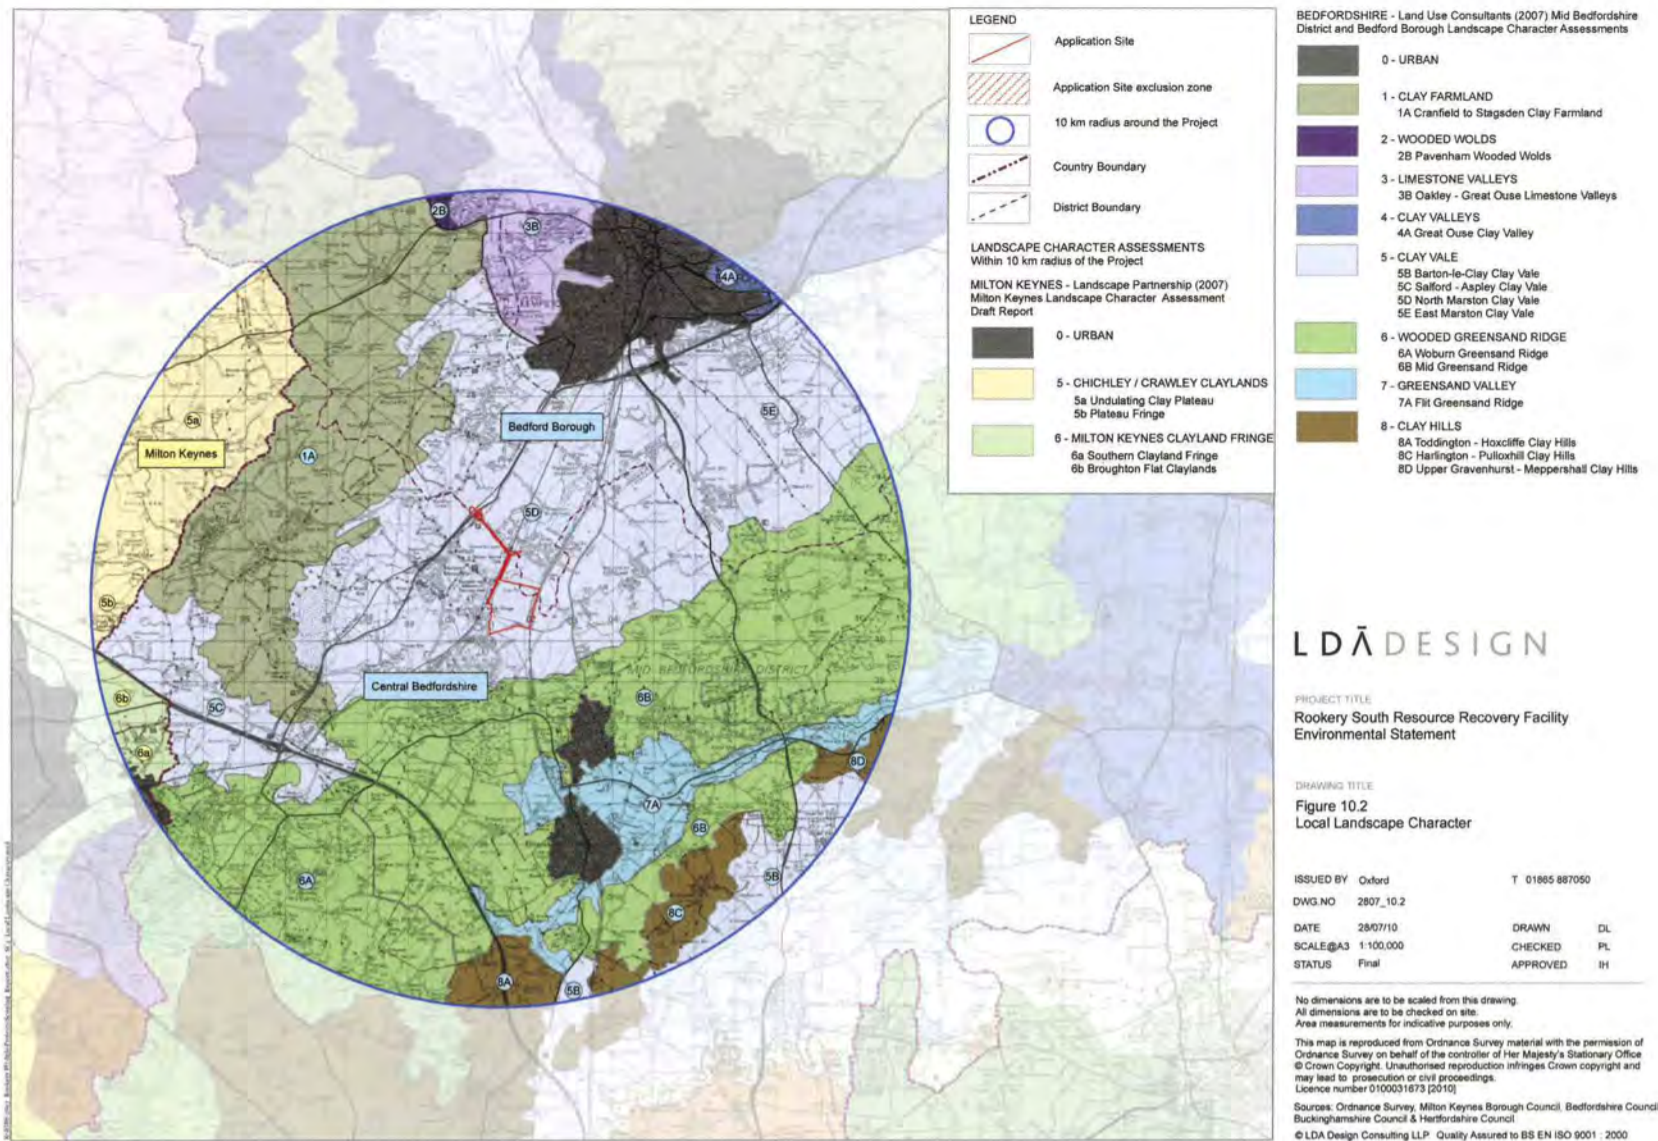 2B
3B
4A
5E
5a
Bedford Borough
Milton Keynes
1A
5D
5b
MID BEDFORDSHIRE DISTRICT
Central Bedfordshire
6b
5C
6B
6a
8D
7A
6B
6A
5B
8C
8A
5B
LEGEND
Application Site
Application Site exclusion zone
10 km radius around the Project
Country Boundary
District Boundary
LANDSCAPE CHARACTER ASSESSMENTS
Within 10 km radius of the Project
MILTON KEYNES - Landscape Partnership (2007)
Milton Keynes Landscape Character Assessment
Draft Report
0 - URBAN
5 - CHICHLEY / CRAWLEY CLAYLANDS
5a Undulating Clay Plateau
5b Plateau Fringe
6 - MILTON KEYNES CLAYLAND FRINGE
6a Southern Clayland Fringe
6b Broughton Flat Claylands
BEDFORDSHIRE - Land Use Consultants (2007) Mid Bedfordshire
District and Bedford Borough Landscape Character Assessments
0 - URBAN
1 - CLAY FARMLAND
1A Cranfield to Stagsden Clay Farmland
2 - WOODED WOLDS
2B Pavenham Wooded Wolds
3 - LIMESTONE VALLEYS
3B Oakley - Great Ouse Limestone Valleys
4 - CLAY VALLEYS
4A Great Ouse Clay Valley
5 - CLAY VALE
5B Barton-le-Clay Clay Vale
5C Salford - Aspley Clay Vale
5D North Marston Clay Vale
5E East Marston Clay Vale
6 - WOODED GREENSAND RIDGE
6A Woburn Greensand Ridge
6B Mid Greensand Ridge
7 - GREENSAND VALLEY
7A Flit Greensand Ridge
8 - CLAY HILLS
8A Toddington - Hoxcliffe Clay Hills
8C Harlington - Pulloxhill Clay Hills
8D Upper Gravenhurst - Meppershall Clay Hills
LDĀDESIGN
PROJECT TITLE
Rookery South Resource Recovery Facility
Environmental Statement
DRAWING TITLE
Figure 10.2
Local Landscape Character
ISSUED BY Oxford T 01865 887050
DWG.NO 2807_10.2
DATE 28/07/10 DRAWN DL
SCALE@A3 1:100,000 CHECKED PL
STATUS Final APPROVED IH
No dimensions are to be scaled from this drawing.
All dimensions are to be checked on site.
Area measurements for indicative purposes only.
This map is reproduced from Ordnance Survey material with the permission of
Ordnance Survey on behalf of the controller of Her Majesty's Stationary Office
© Crown Copyright. Unauthorised reproduction infringes Crown copyright and
may lead to prosecution or civil proceedings.
Licence number 0100031673 [2010]
Sources: Ordnance Survey, Milton Keynes Borough Council, Bedfordshire Council
Buckinghamshire Council & Hertfordshire Council
© LDA Design Consulting LLP Quality Assured to BS EN ISO 9001 : 2000